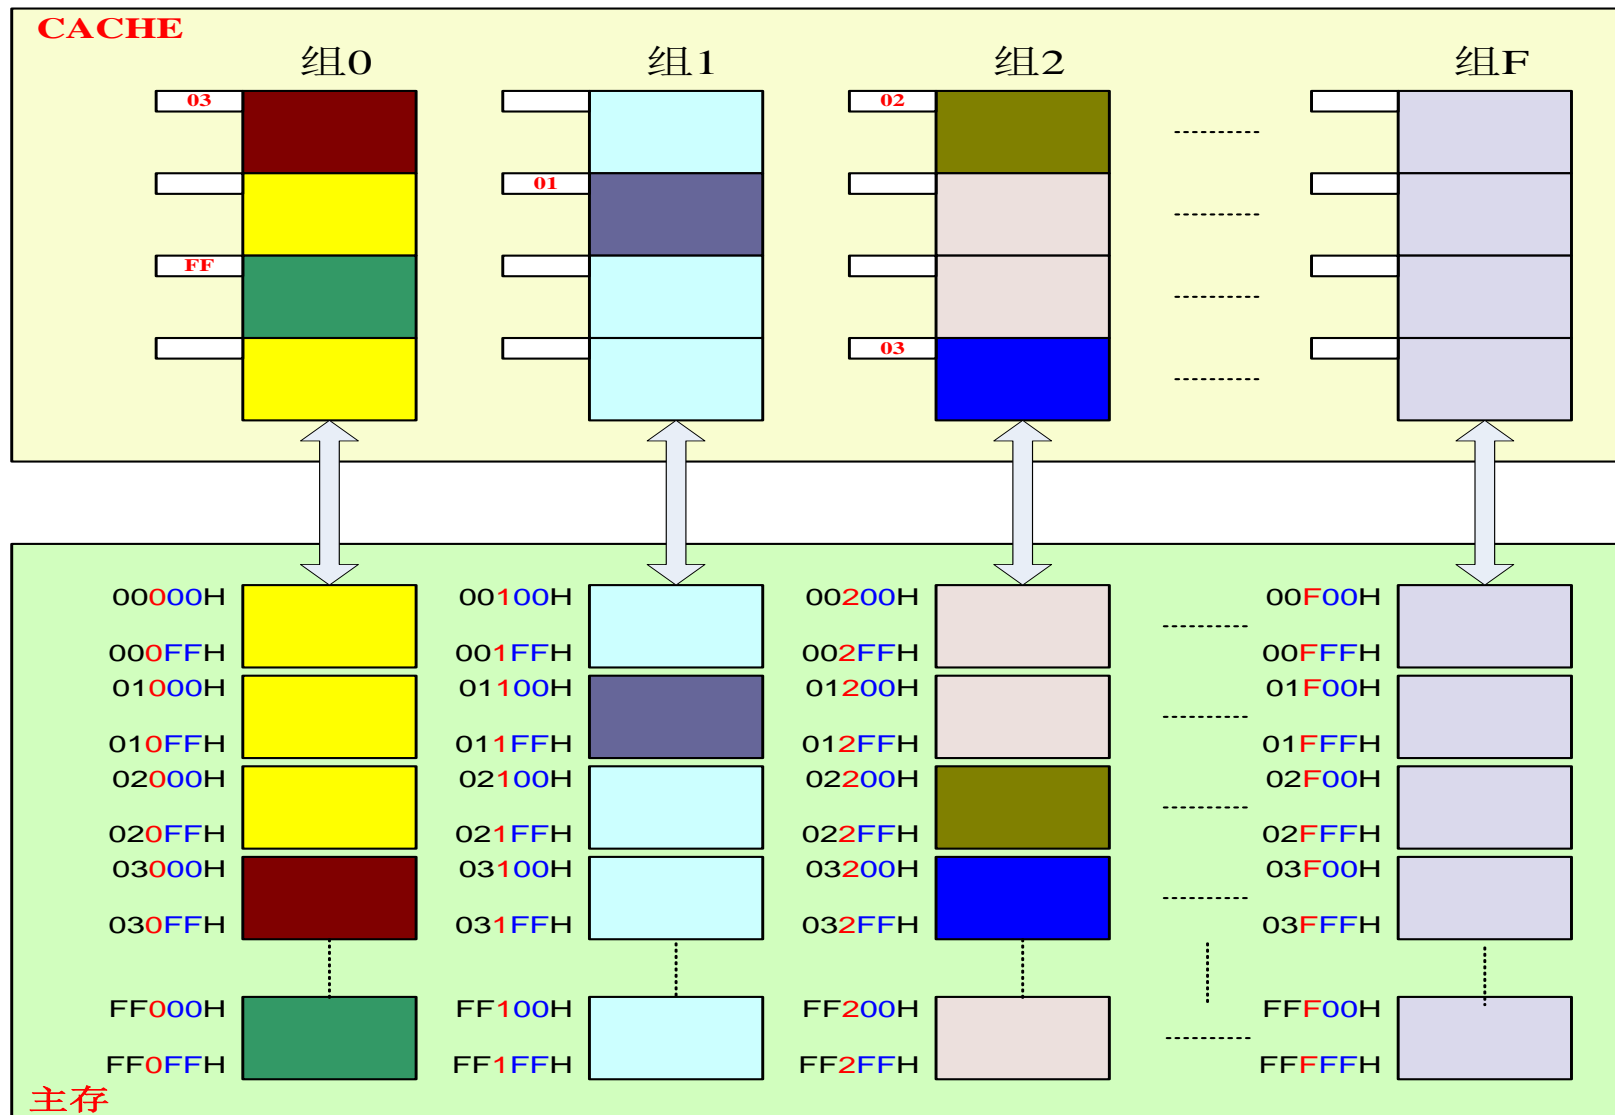 CACHE
组0 组1 组2 组F
03 02
01
FF
03
00000H 00100H 00200H 00F00H
000FFH 001FFH 002FFH 00FFFH
01000H 01100H 01200H 01F00H
010FFH 011FFH 012FFH 01FFFH
02000H 02100H 02200H 02F00H
020FFH 021FFH 022FFH 02FFFH
03000H 03100H 03200H 03F00H
030FFH 031FFH 032FFH 03FFFH
FF000H FF100H FF200H FFF00H
FF0FFH FF1FFH FF2FFH FFFFFH
主存